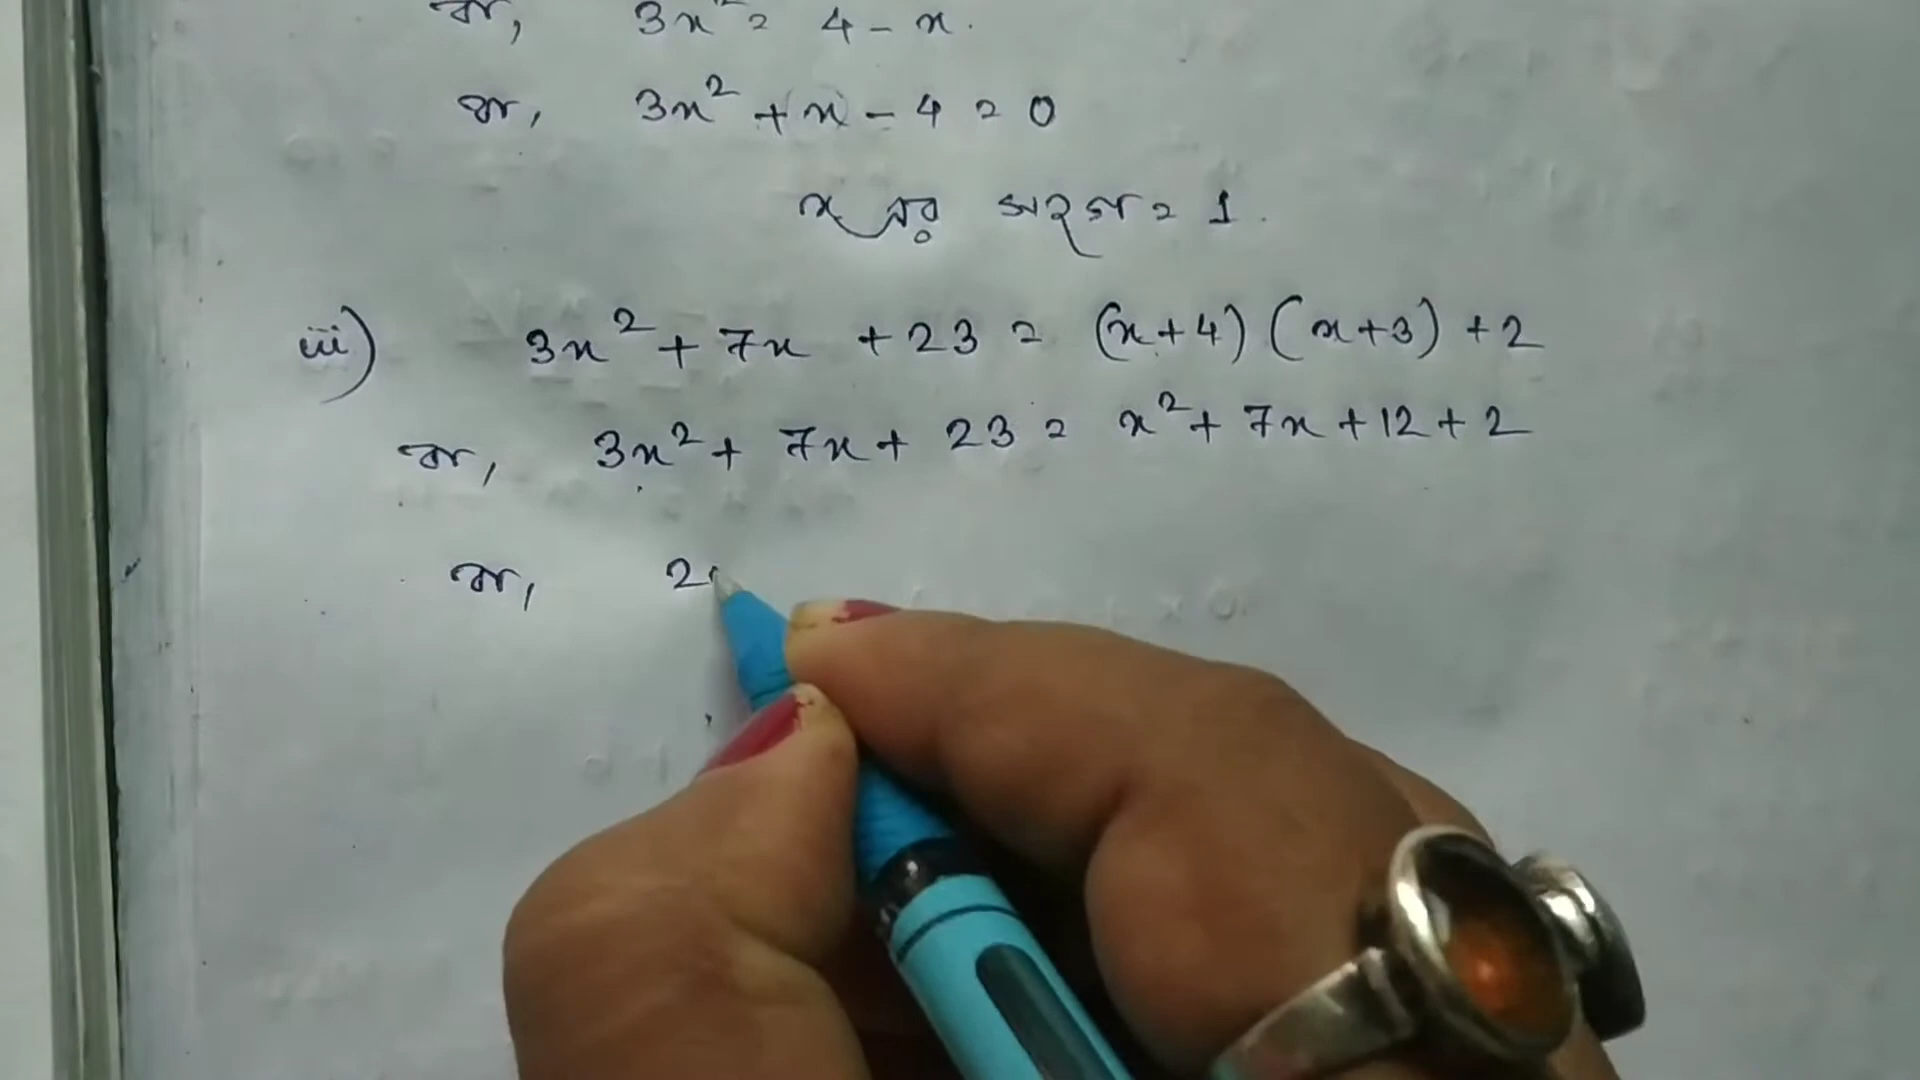 বা, 3x² = 4 - x.
বা, 3x² + x - 4 = 0
x এর সহগ = 1.
iii) 3x² + 7x + 23 = (x+4) (x+3) + 2
বা, 3x² + 7x + 23 = x² + 7x + 12 + 2
বা, 2